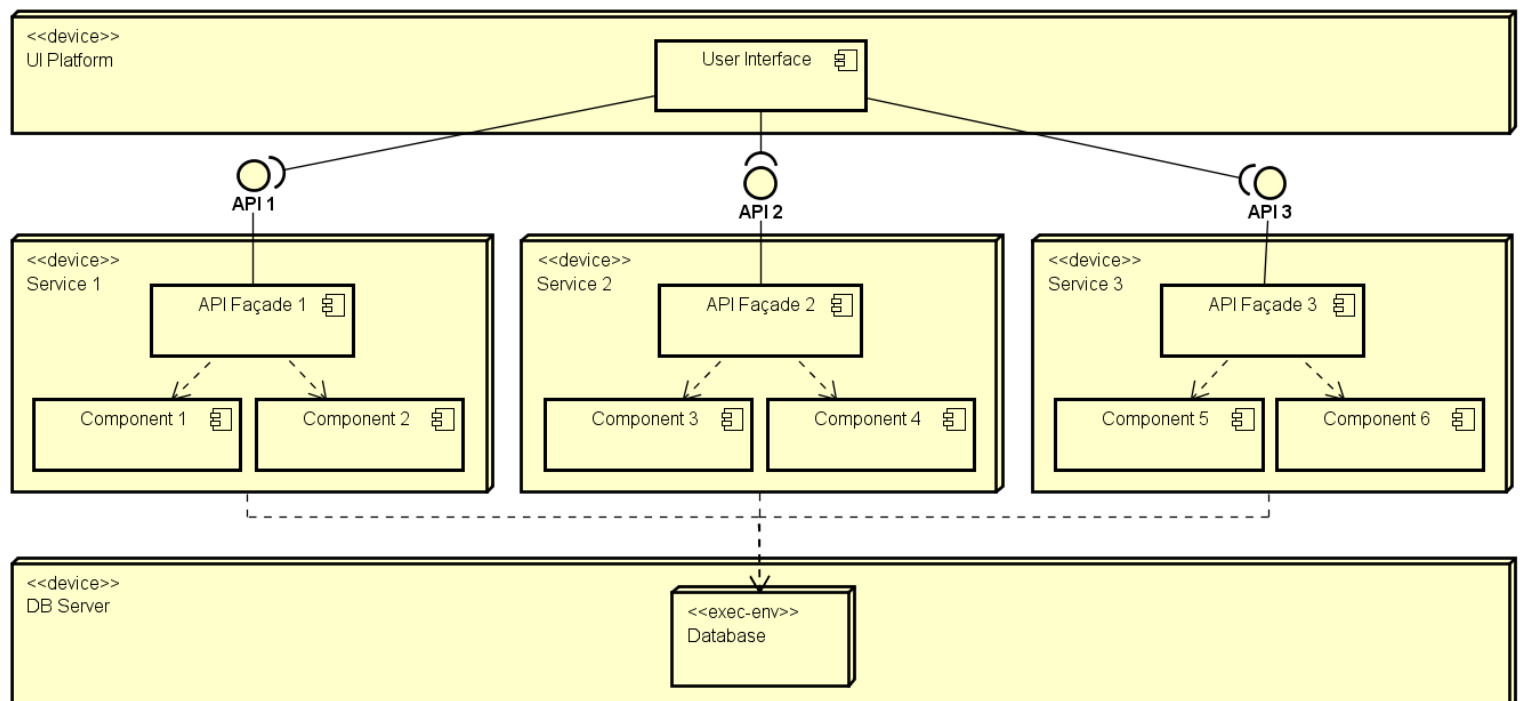 <<device>>
UI Platform
User Interface
API 1
API 2
API 3
<<device>>
Service 1
API Façade 1
Component 1
Component 2
<<device>>
Service 2
API Façade 2
Component 3
Component 4
<<device>>
Service 3
API Façade 3
Component 5
Component 6
<<device>>
DB Server
<<exec-env>>
Database